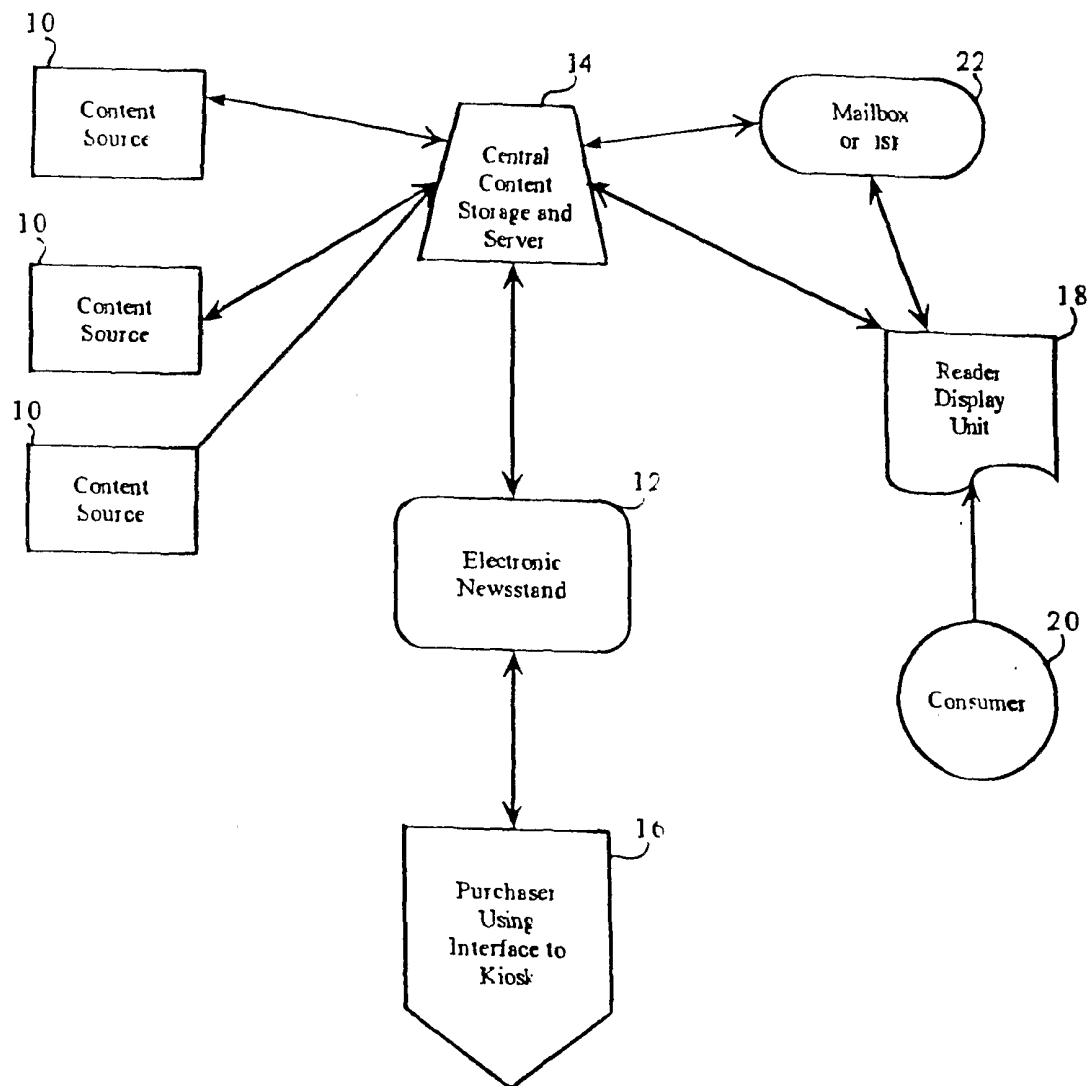 10
Content
Source
14
Central
Content
Storage and
Server
22
Mailbox
or ISP
10
Content
Source
18
Reader
Display
Unit
10
Content
Source
12
Electronic
Newsstand
20
Consumer
16
Purchaser
Using
Interface to
Kiosk